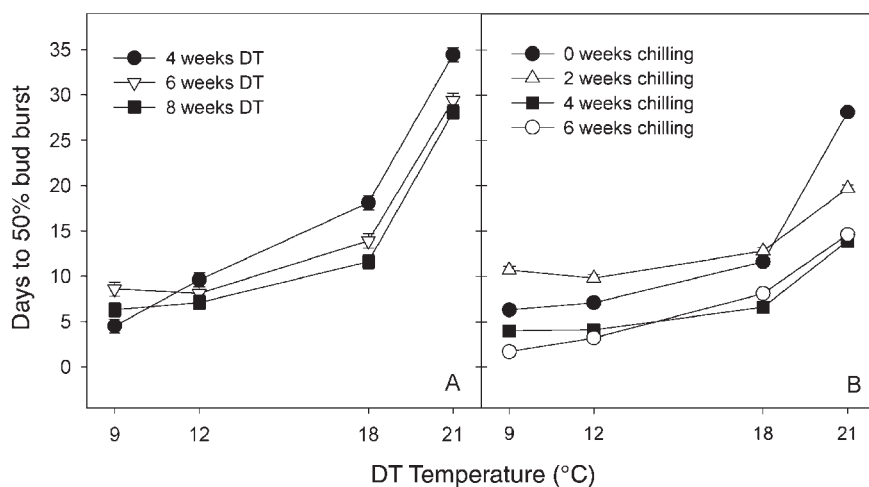 Days to 50% bud burst
35
30
25
20
15
10
5
0
4 weeks DT
6 weeks DT
8 weeks DT
A
9
12
18
21
0 weeks chilling
2 weeks chilling
4 weeks chilling
6 weeks chilling
B
9
12
18
21
DT Temperature (°C)